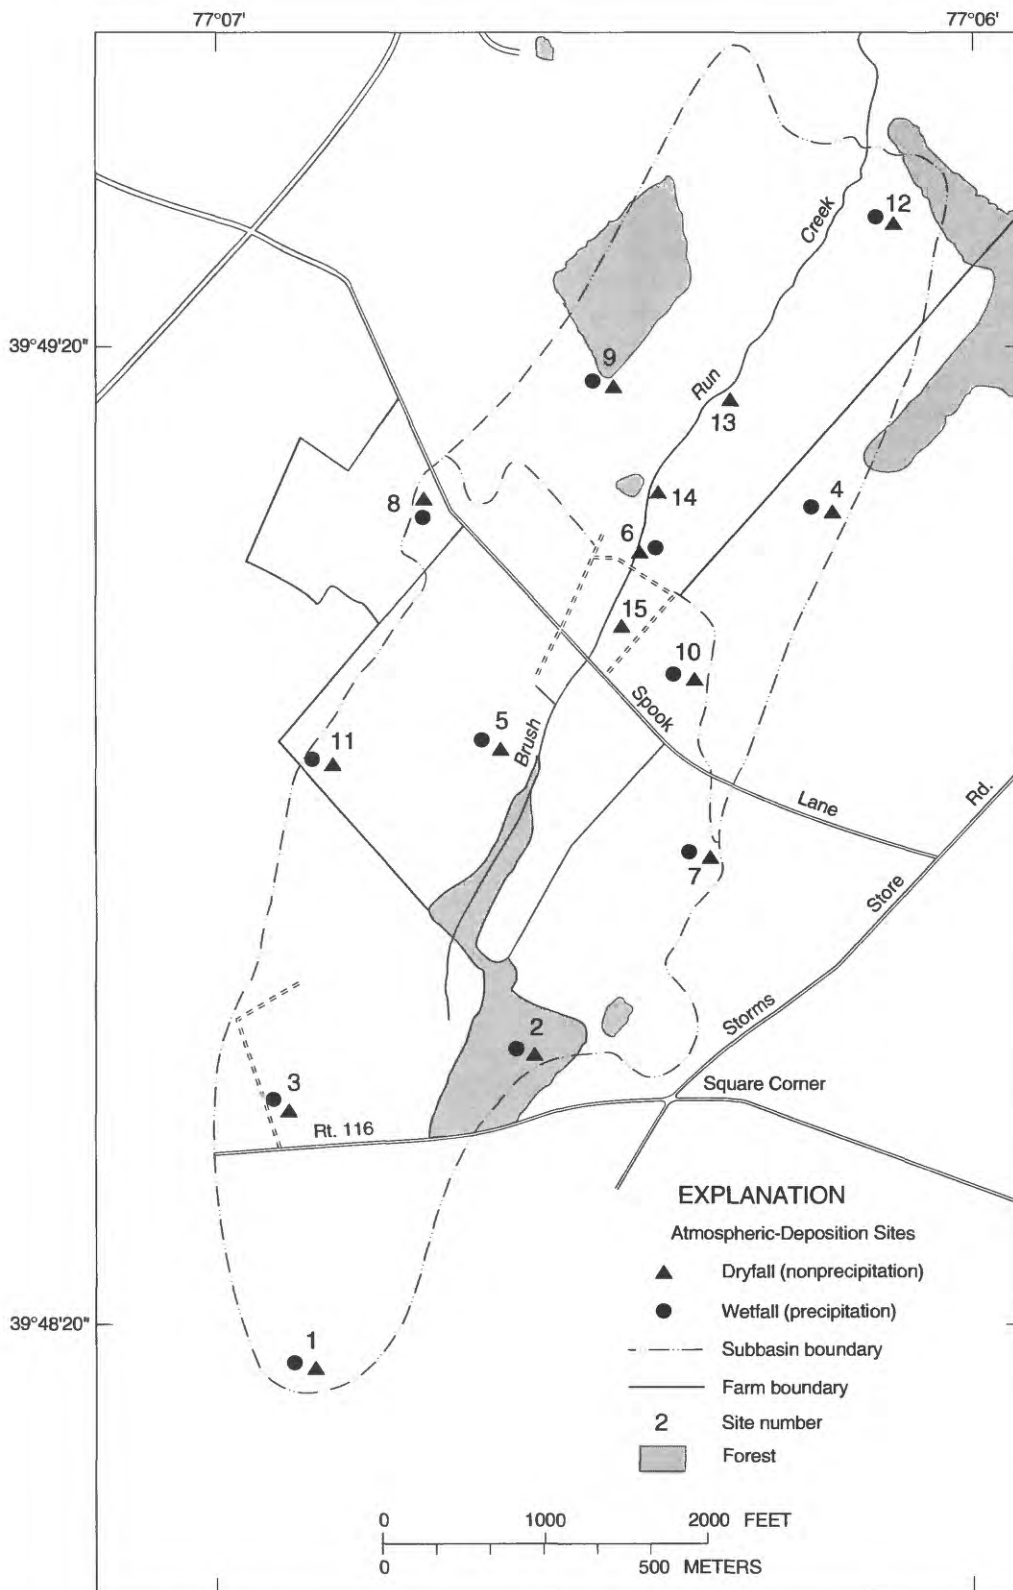 77°07'
77°06'
12
Creek
39°49'20"
9
Run
13
8
14
4
6
15
10
Spook
11
5
Brush
Lane
Rd.
7
Store
2
Storms
3
Square Corner
Rt. 116
EXPLANATION
Atmospheric-Deposition Sites
Dryfall (nonprecipitation)
39°48'20"
Wetfall (precipitation)
1
Subbasin boundary
Farm boundary
2 Site number
Forest
0 1000 2000 FEET
0 500 METERS